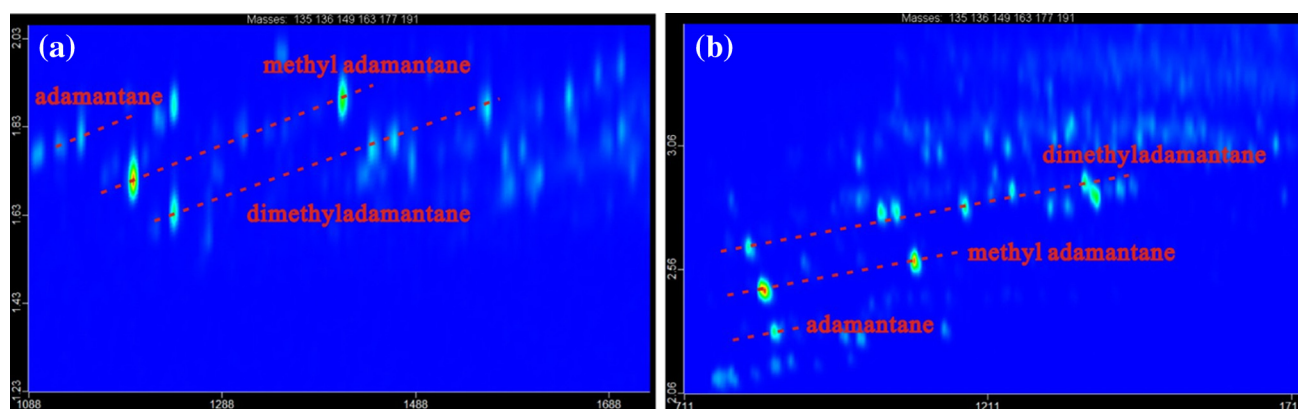 Masses: 135 136 149 163 177 191
(a)
2.03
methyl adamantane
adamantane
1.83
1.63
dimethyladamantane
1.43
1.23
1088
1288
1488
1688
Masses: 135 136 149 163 177 191
(b)
3.06
dimethyladamantane
2.56
methyl adamantane
adamantane
2.06
711
1211
171